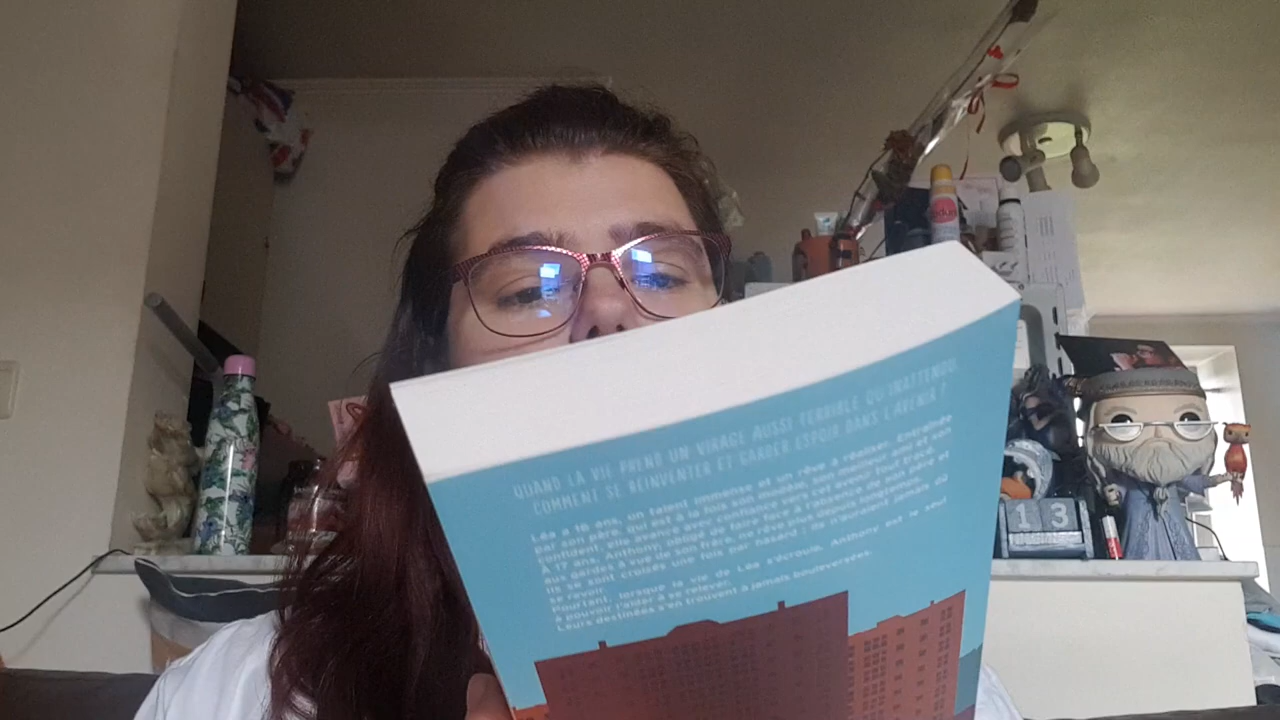 QUAND LA VIE PREND UN VIRAGE AUSSI TERRIBLE QU'INATTENDU,
COMMENT SE RÉINVENTER ET GARDER ESPOIR DANS L'AVENIR ?
Léa a 16 ans, un talent immense et un rêve à réaliser. Entraînée
par son père, qui est à la fois son modèle, son meilleur ami et son
confident, elle avance avec confiance vers cet avenir tout tracé.
À 17 ans, Anthony, obligé de faire face à l'absence de son père et
aux gardes à vue de son frère, ne rêve plus depuis longtemps.
Ils se sont croisés une fois par hasard ; ils n'auraient jamais dû
se revoir.
Pourtant, lorsque la vie de Léa s'écroule, Anthony est le seul
à pouvoir l'aider à se relever.
Leurs destinées s'en trouvent à jamais bouleversées.
13